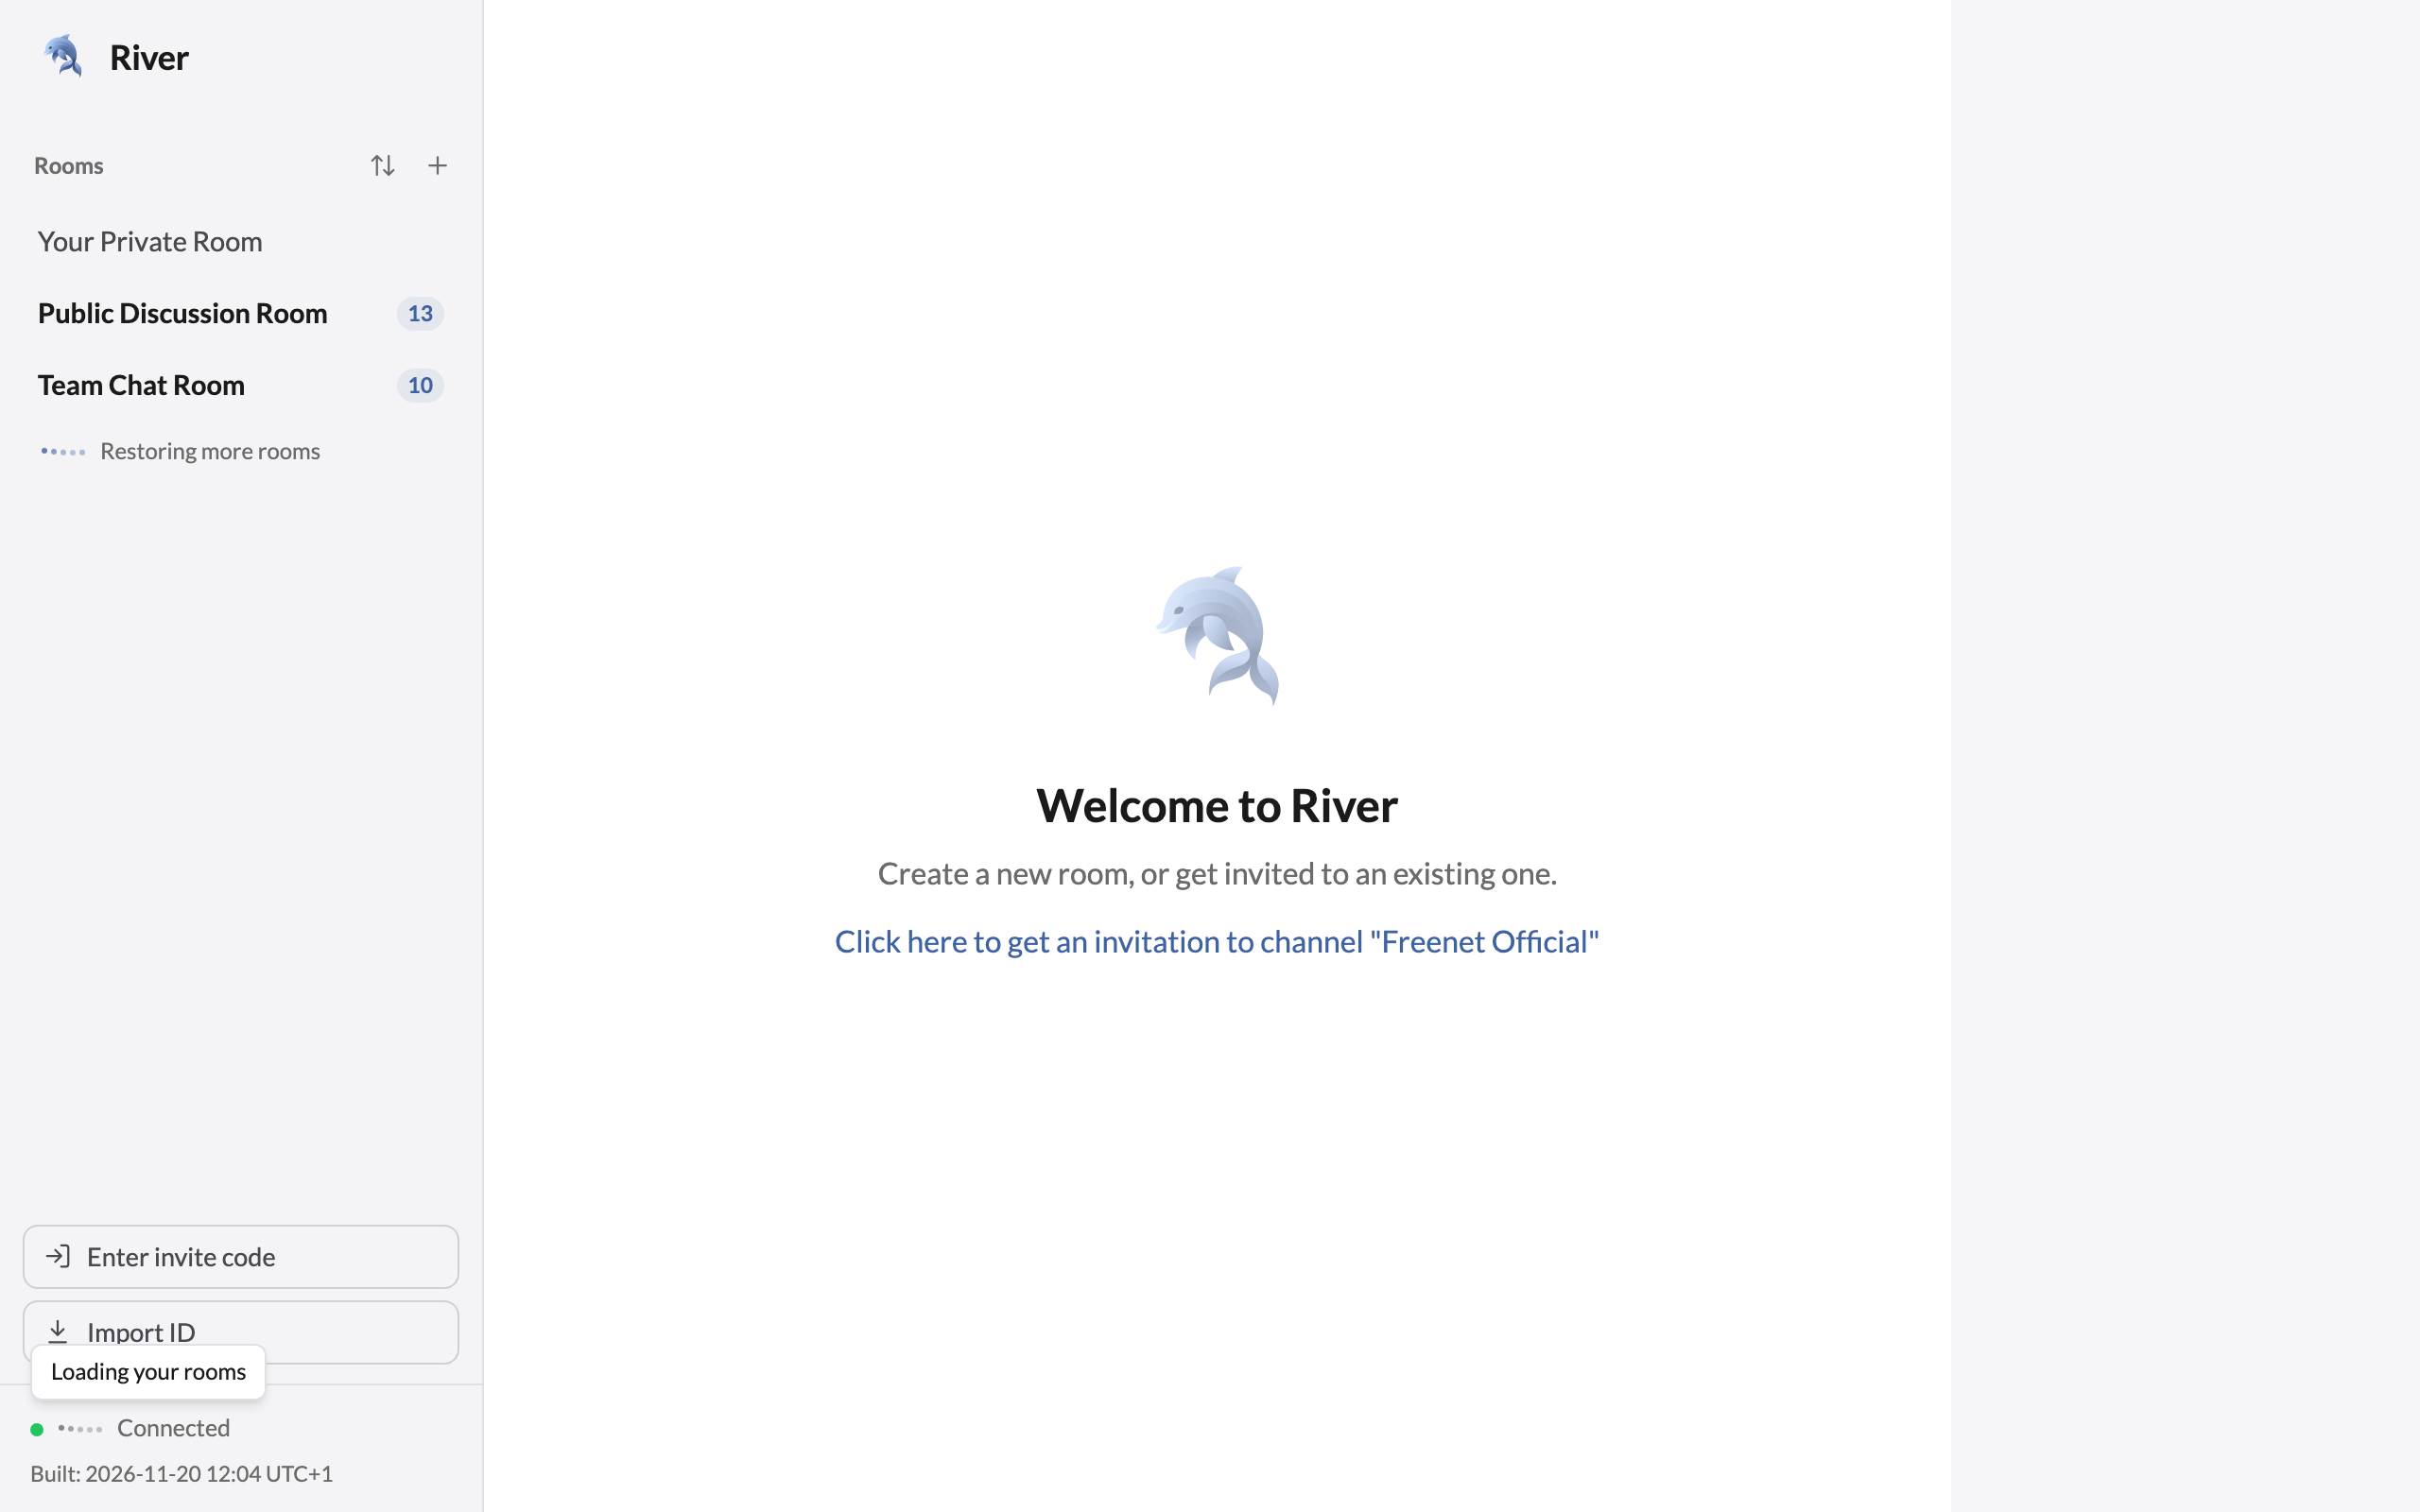 River
Rooms
Your Private Room
Public Discussion Room 13
Team Chat Room 10
Restoring more rooms
Welcome to River
Create a new room, or get invited to an existing one.
Click here to get an invitation to channel "Freenet Official"
Enter invite code
Import ID
Loading your rooms
Connected
Built: 2026-11-20 12:04 UTC+1